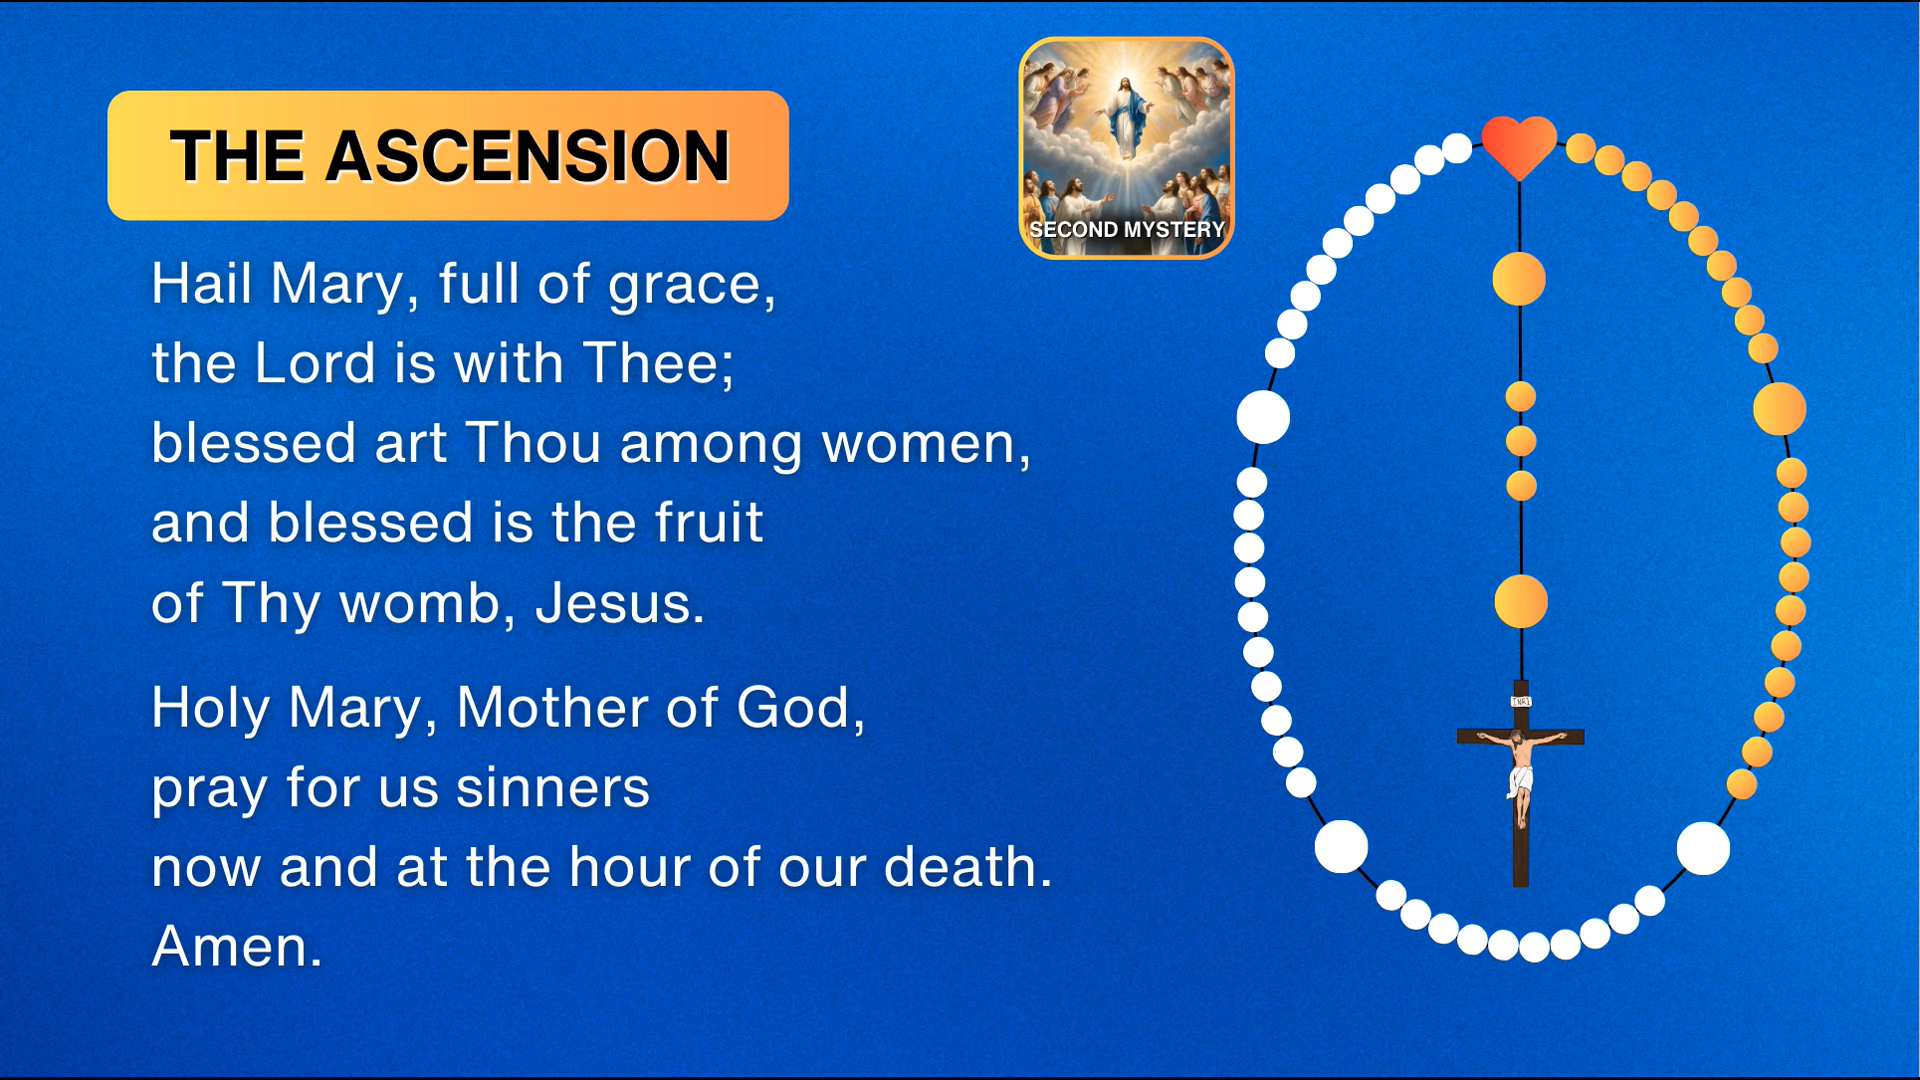 THE ASCENSION
SECOND MYSTERY
Hail Mary, full of grace,
the Lord is with Thee;
blessed art Thou among women,
and blessed is the fruit
of Thy womb, Jesus.
Holy Mary, Mother of God,
pray for us sinners
now and at the hour of our death.
Amen.
INRI